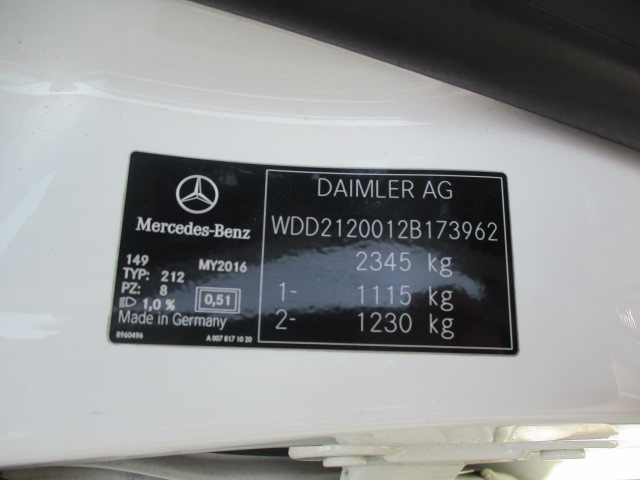 DAIMLER AG
Mercedes-Benz
WDD2120012B173962
149
TYP: 212 MY2016
PZ: 8
1,0 % 0,51
Made in Germany
8960496 A 007 817 10 20
2345 kg
1- 1115 kg
2- 1230 kg